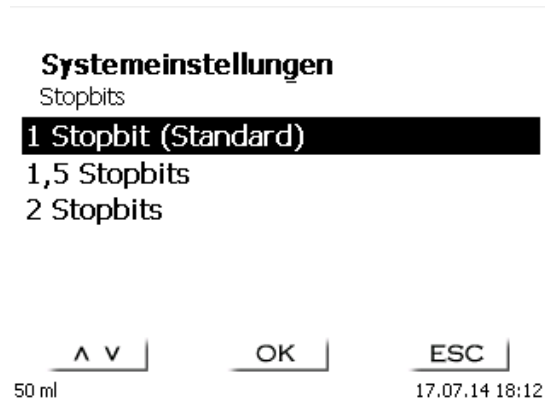 Systemeinstellungen
Stopbits
1 Stopbit (Standard)
1,5 Stopbits
2 Stopbits
∧ ∨ OK ESC
50 ml 17.07.14 18:12